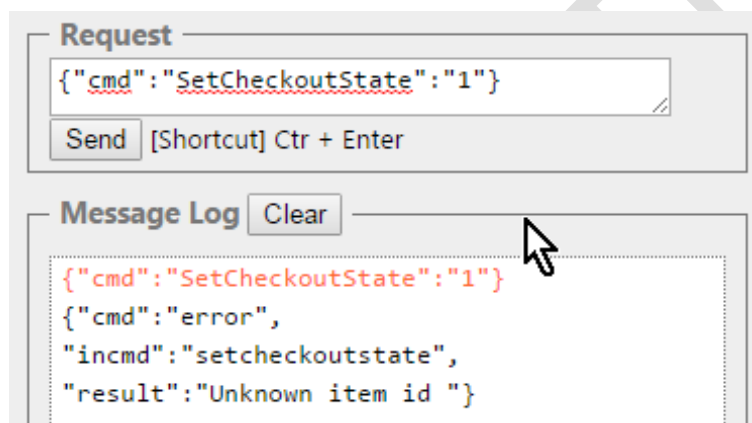 Request
{"cmd":"SetCheckoutState":"1"}
Send [Shortcut] Ctr + Enter
Message Log Clear
{"cmd":"SetCheckoutState":"1"}
{"cmd":"error",
"incmd":"setcheckoutstate",
"result":"Unknown item id "}